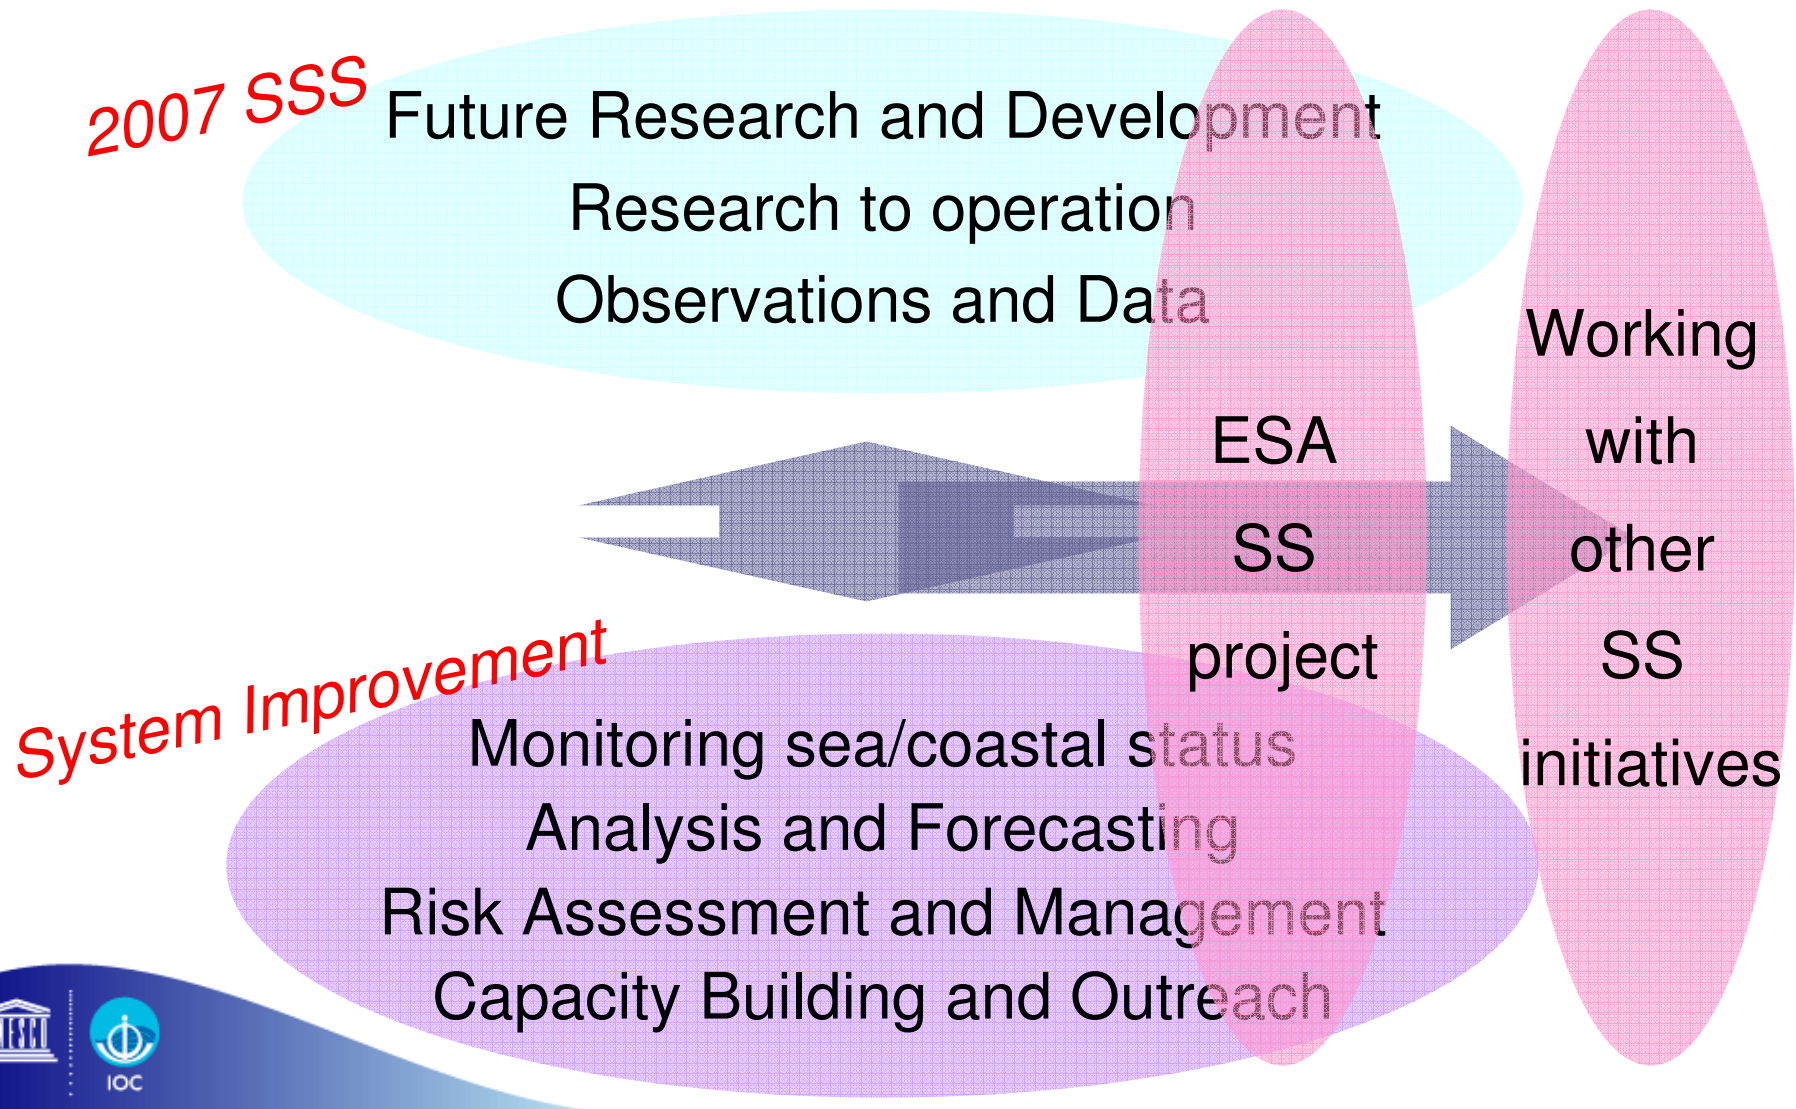 2007 SSS
Future Research and Development
Research to operation
Observations and Data
ESA
SS
project
Working
with
other
SS
initiatives
System Improvement
Monitoring sea/coastal status
Analysis and Forecasting
Risk Assessment and Management
Capacity Building and Outreach
IOC